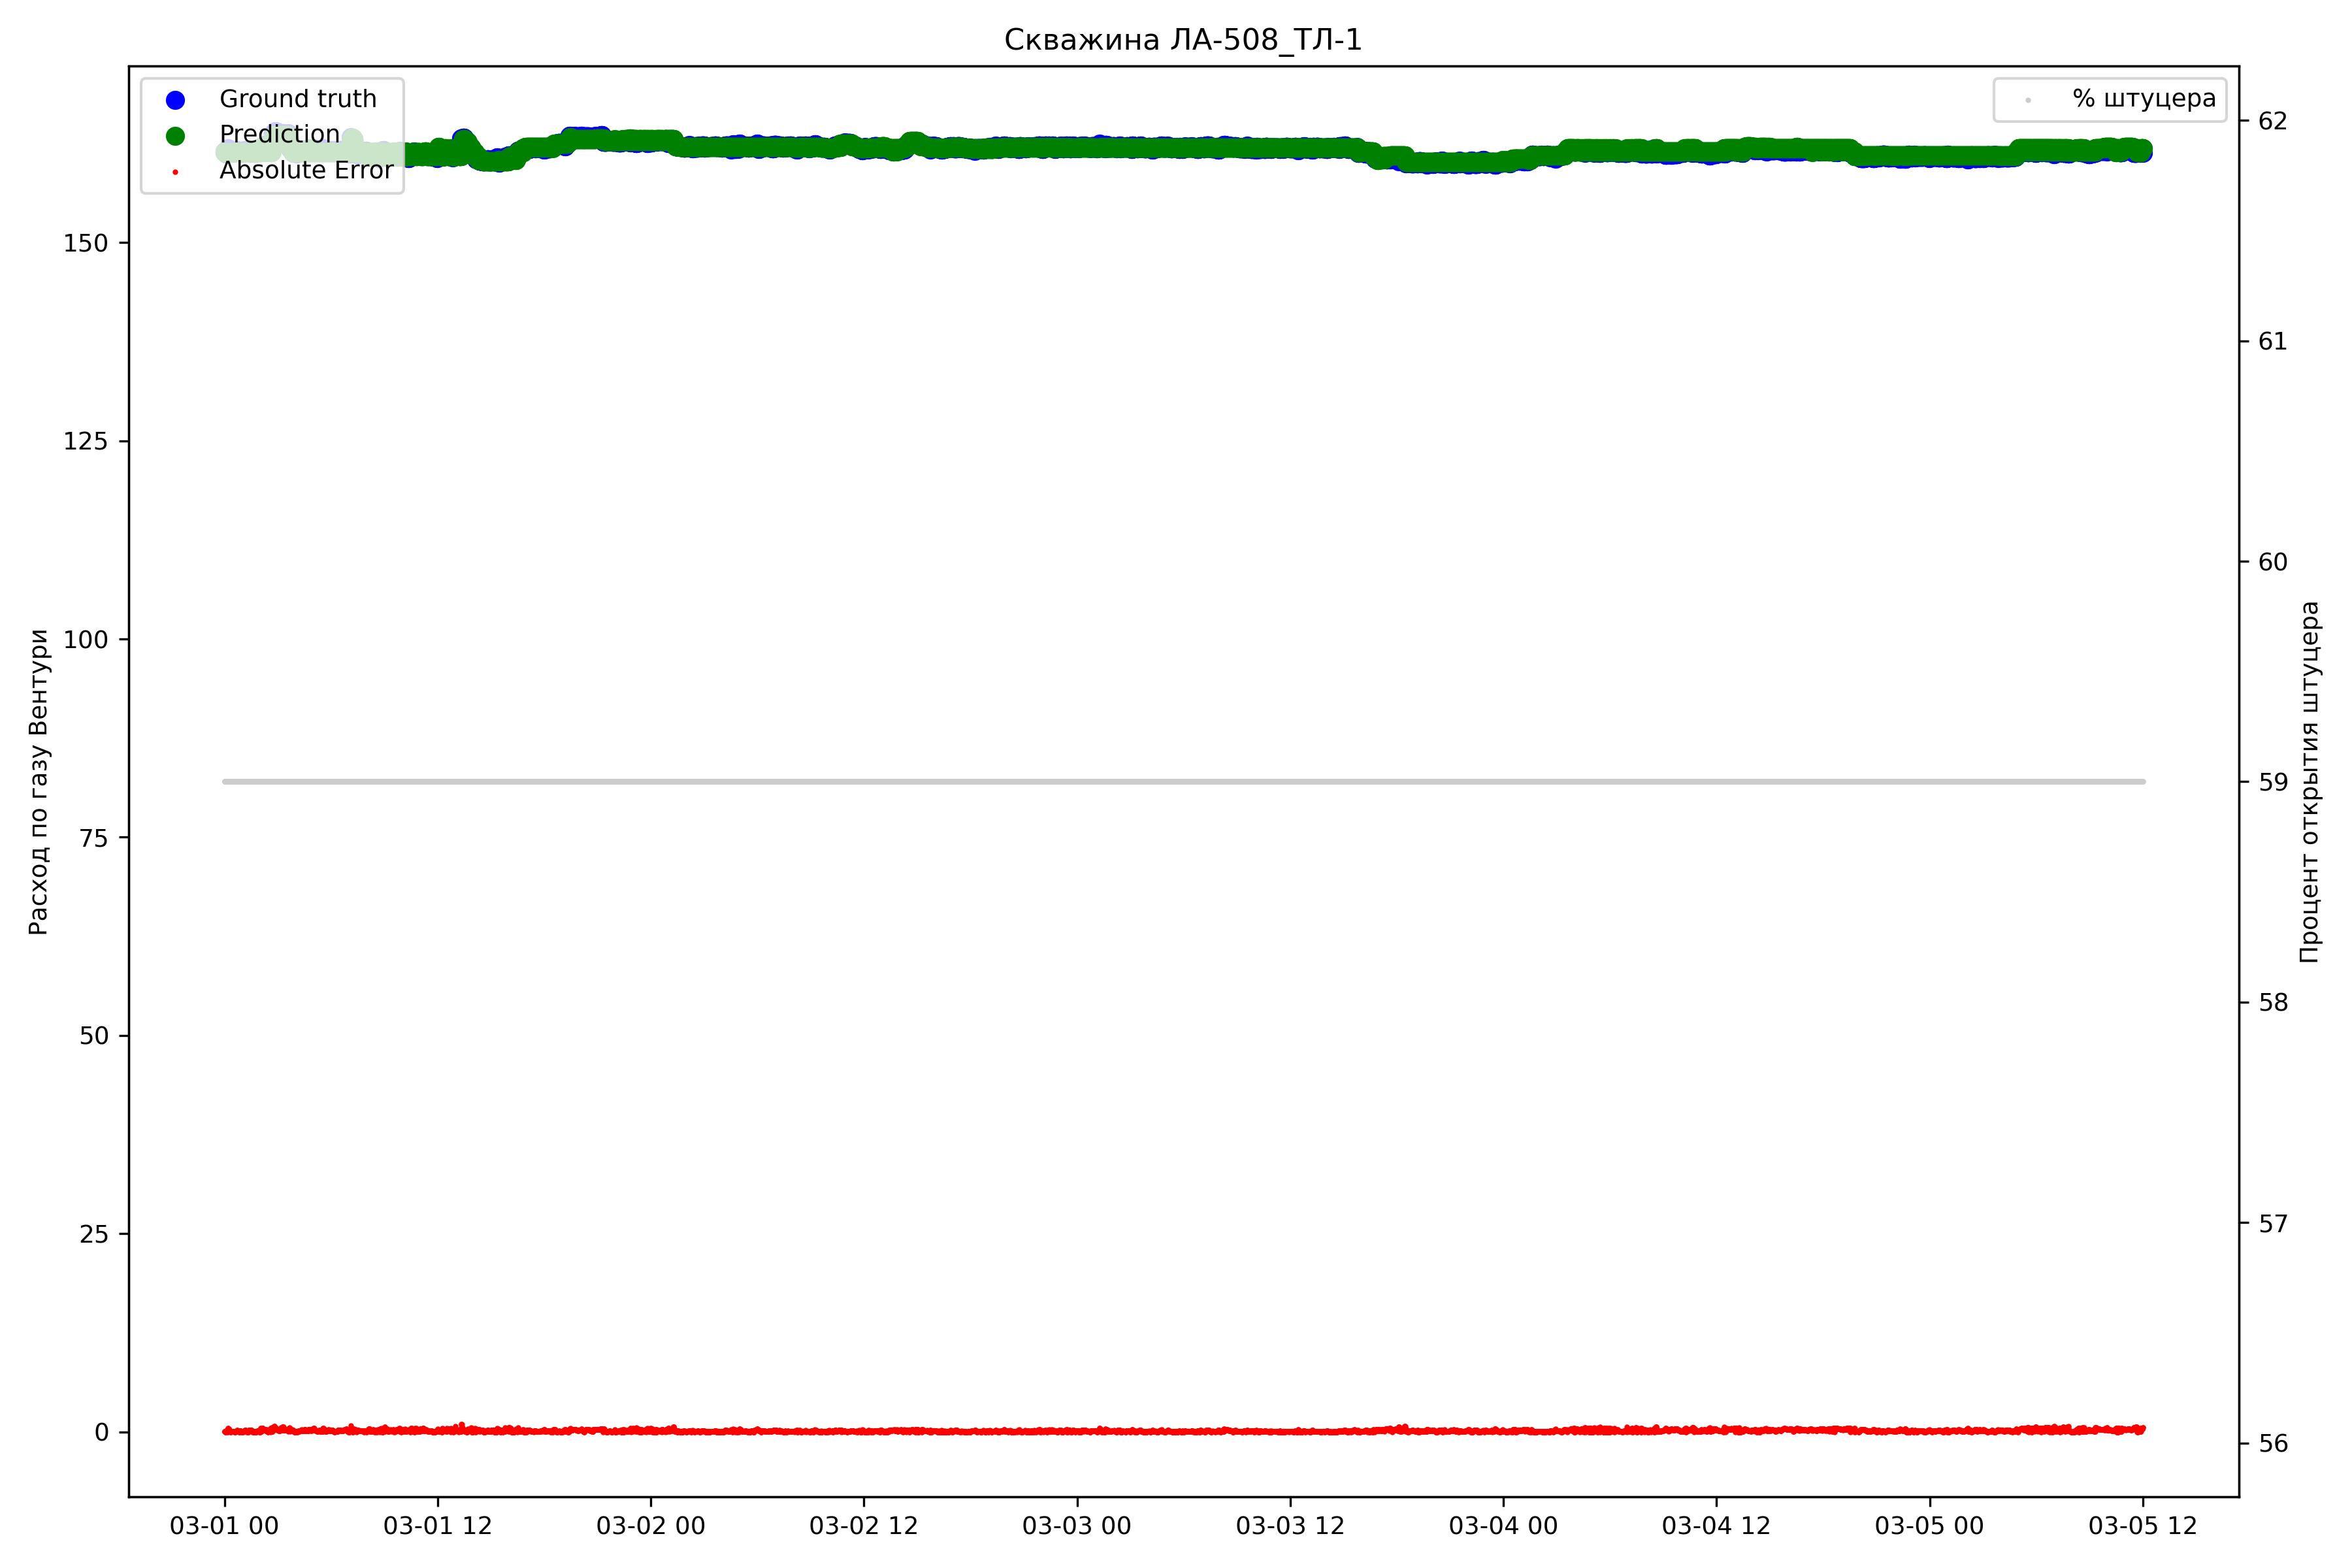 Скважина ЛА-508_ТЛ-1
Ground truth
Prediction
Absolute Error
% штуцера
Расход по газу Вентури
150
125
100
75
50
25
0
62
61
60
59
58
57
56
Процент открытия штуцера
03-01 00 03-01 12 03-02 00 03-02 12 03-03 00 03-03 12 03-04 00 03-04 12 03-05 00 03-05 12